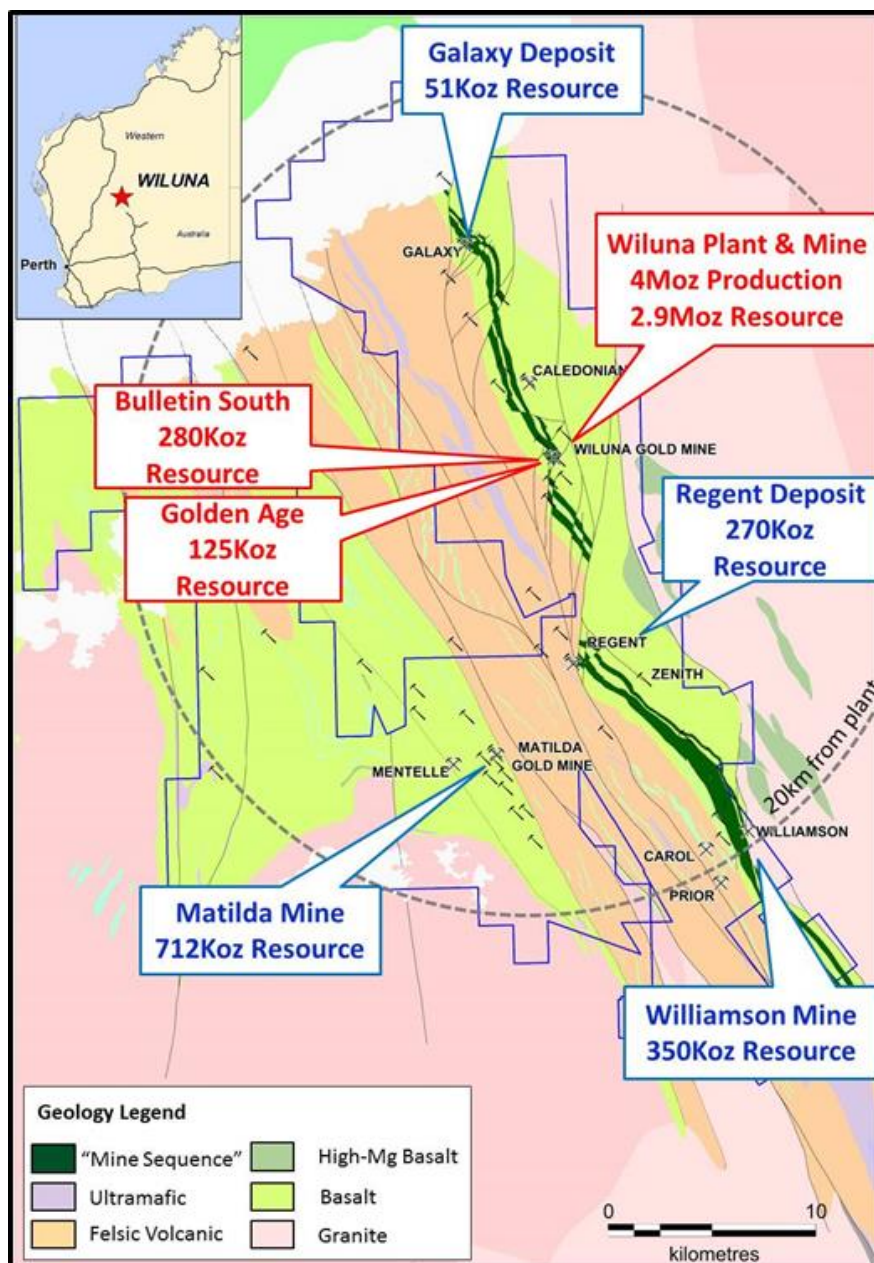 Western
WILUNA
Australia
Perth
Galaxy Deposit
51Koz Resource
GALAXY
Wiluna Plant & Mine
4Moz Production
2.9Moz Resource
CALEDONIAN
Bulletin South
280Koz
Resource
WILUNA GOLD MINE
Golden Age
125Koz
Resource
Regent Deposit
270Koz
Resource
REGENT
ZENITH
MATILDA
GOLD MINE
MENTELLE
20km from plant
WILLIAMSON
CAROL
PRIOR
Matilda Mine
712Koz Resource
Williamson Mine
350Koz Resource
Geology Legend
“Mine Sequence”
High-Mg Basalt
Ultramafic
Basalt
Felsic Volcanic
Granite
0 10
kilometres